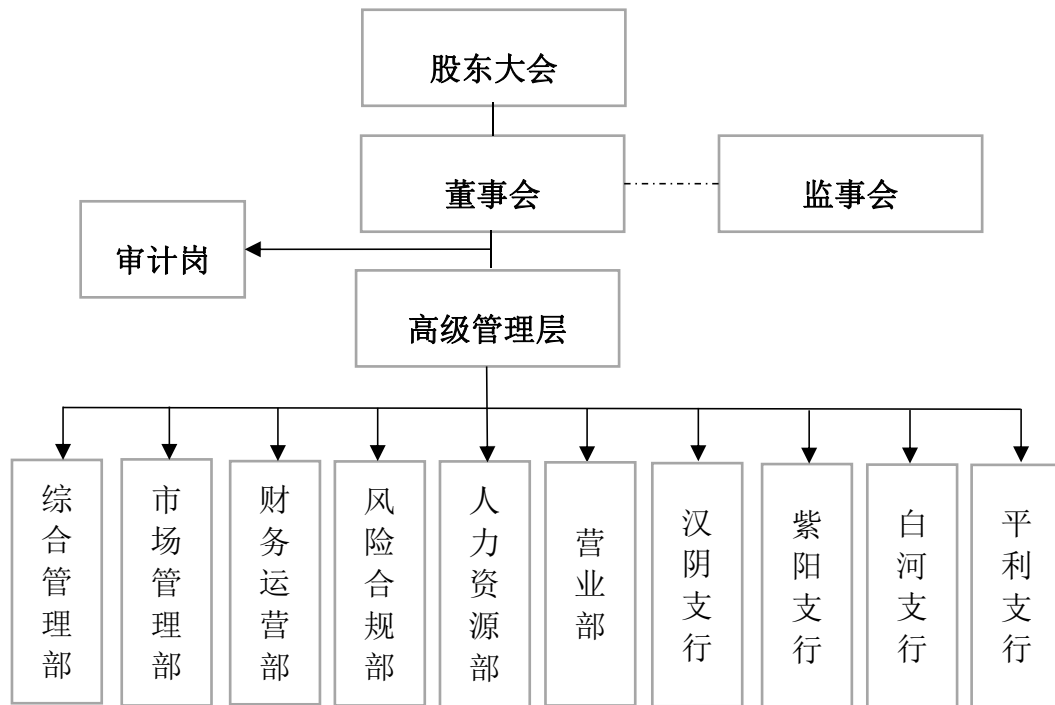 股东大会
董事会
监事会
审计岗
高级管理层
综合管理部
市场管理部
财务运营部
风险合规部
人力资源部
营业部
汉阴支行
紫阳支行
白河支行
平利支行